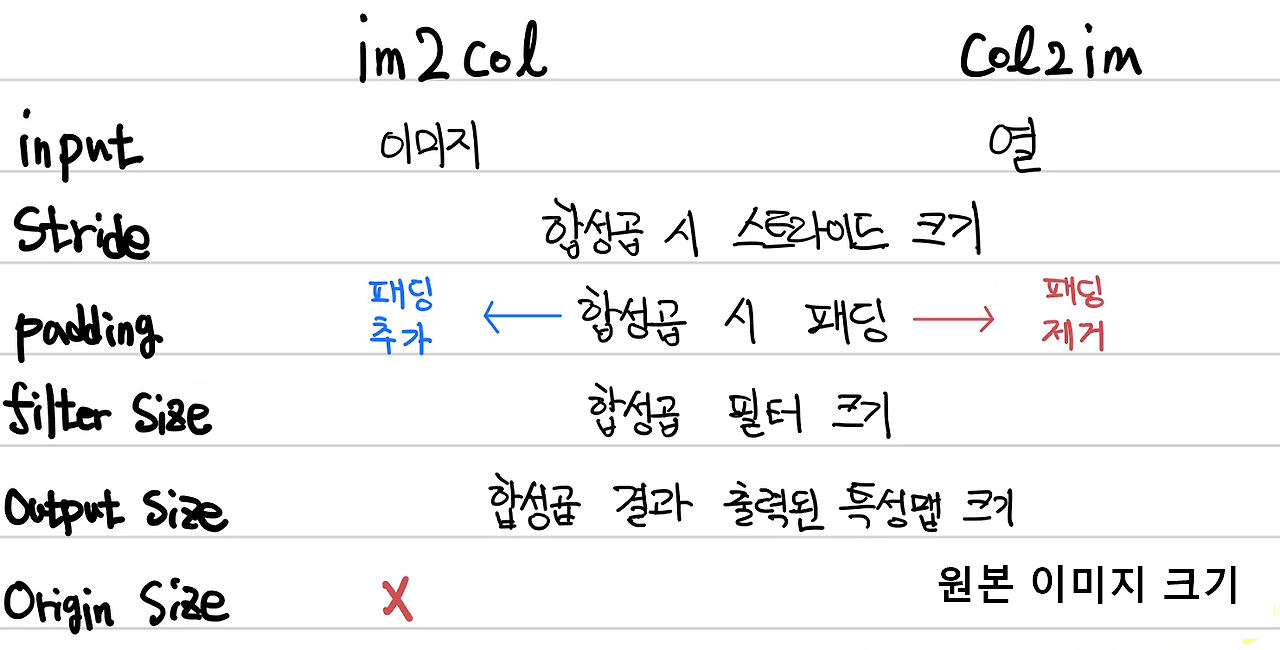 im2col Col2im
input 이미지 열
Stride 합성곱 시 스트라이드 크기
padding 패딩 추가 ← 합성곱 시 패딩 → 패딩 제거
filter Size 합성곱 필터 크기
Output Size 합성곱 결과 출력된 특성맵 크기
Origin Size X 원본 이미지 크기